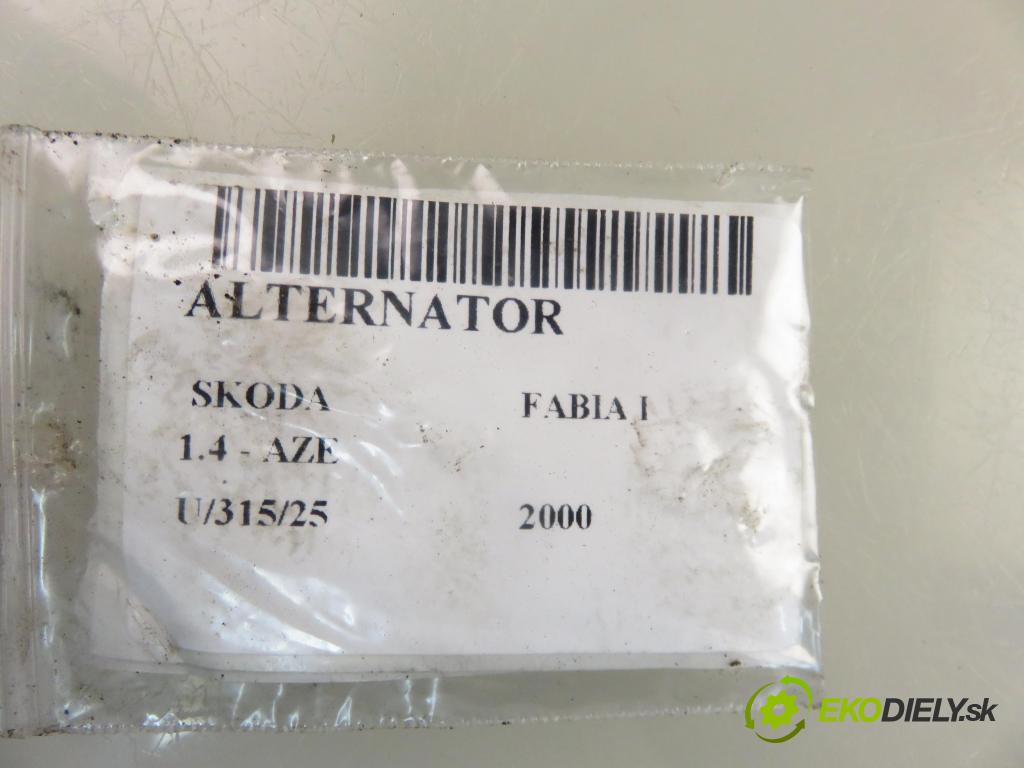 ALTERNATOR
SKODA FABIA I
1.4 - AZE
U/315/25 2000
EKODIELY.sk